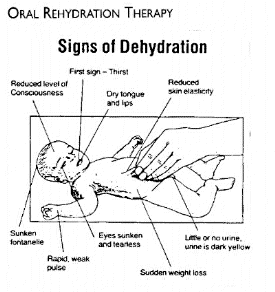 ORAL REHYDRATION THERAPY
Signs of Dehydration
First sign – Thirst
Reduced level of
Consciousness
Dry tongue
and lips
Reduced
skin elasticity
Sunken
fontanelle
Rapid, weak
pulse
Eyes sunken
and tearless
Sudden weight loss
Little or no urine,
urine is dark yellow